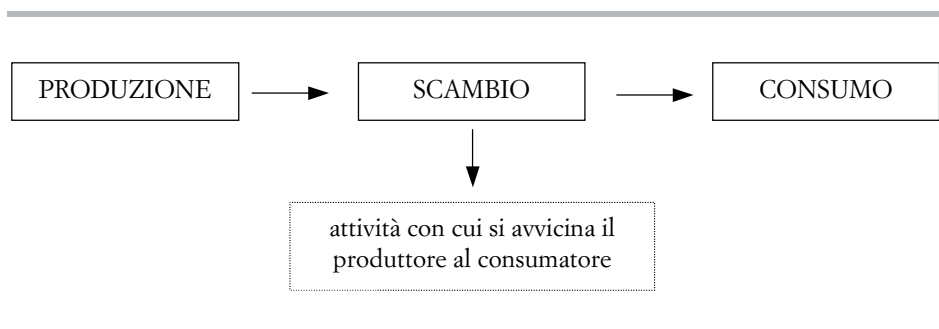 PRODUZIONE
SCAMBIO
CONSUMO
attività con cui si avvicina il
produttore al consumatore